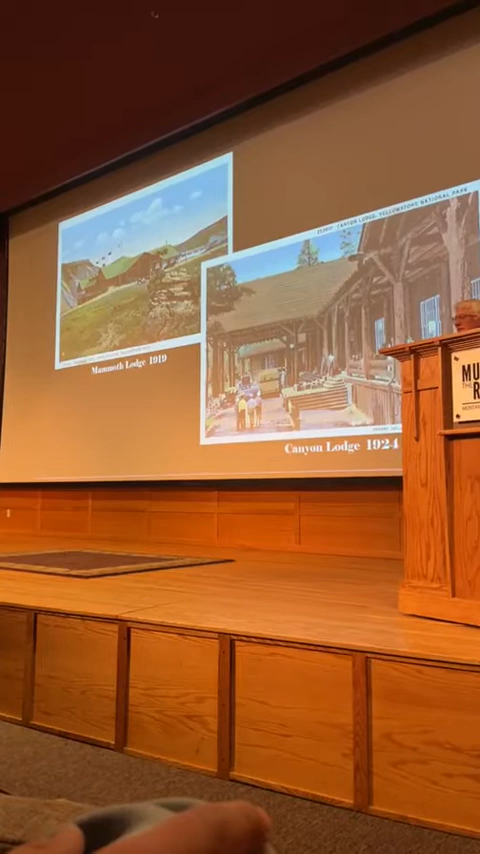 CANYON LODGE, YELLOWSTONE NATIONAL PARK
Mammoth Lodge 1919
Canyon Lodge 1924
MU
THE
R